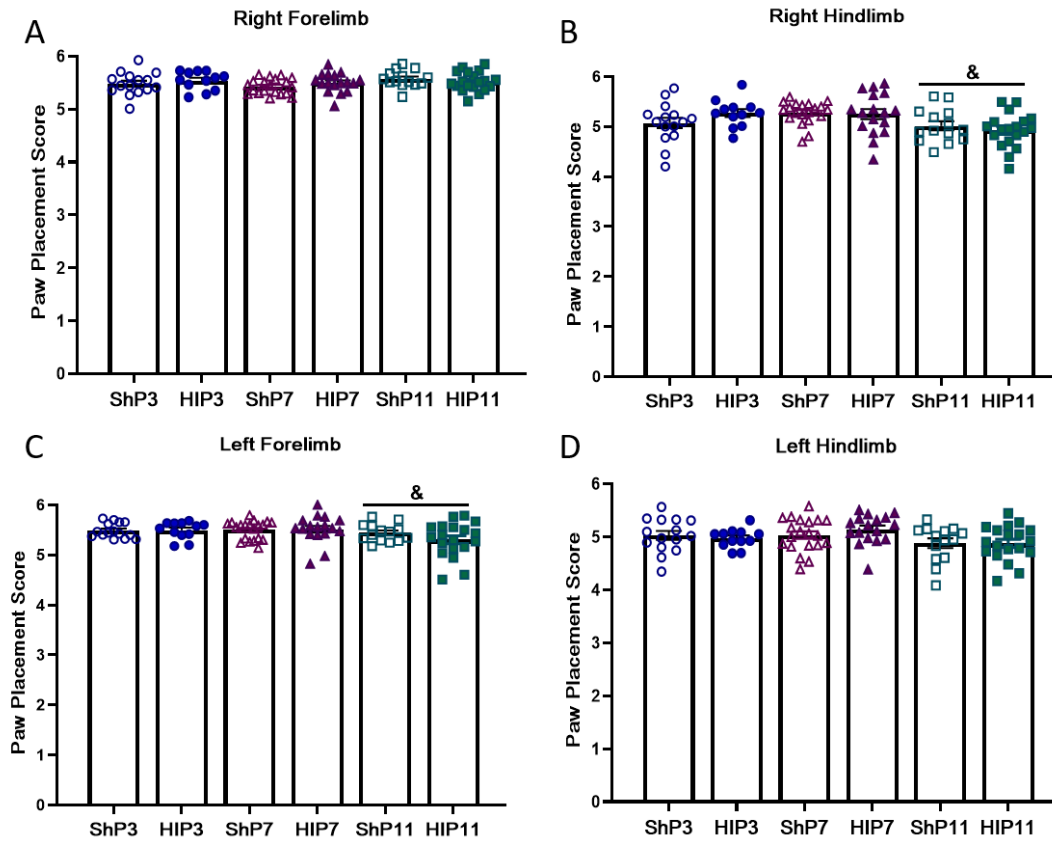 A
Right Forelimb
Paw Placement Score
6
5
4
3
2
1
0
ShP3 HIP3 ShP7 HIP7 ShP11 HIP11
B
Right Hindlimb
Paw Placement Score
&
6
5
4
3
2
1
0
ShP3 HIP3 ShP7 HIP7 ShP11 HIP11
C
Left Forelimb
Paw Placement Score
&
6
5
4
3
2
1
0
ShP3 HIP3 ShP7 HIP7 ShP11 HIP11
D
Left Hindlimb
Paw Placement Score
6
5
4
3
2
1
0
ShP3 HIP3 ShP7 HIP7 ShP11 HIP11